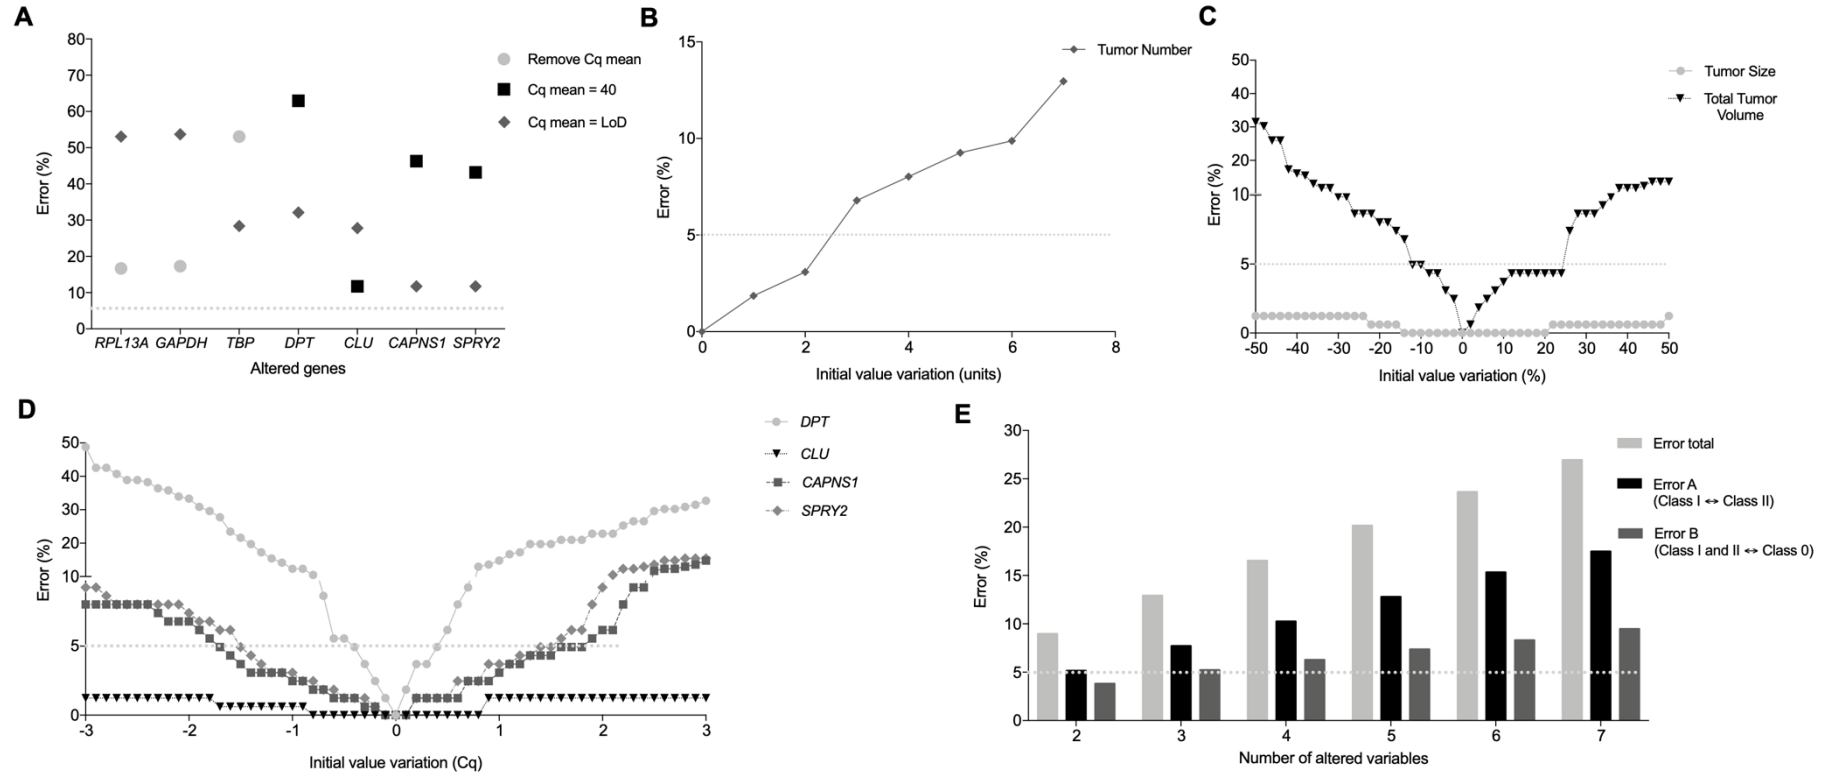 A
80
70
60
50
40
30
20
10
0
Error (%)
RPL13A GAPDH TBP DPT CLU CAPNS1 SPRY2
Altered genes
Remove Cq mean
Cq mean = 40
Cq mean = LoD
B
15
10
5
0
Error (%)
0 2 4 6 8
Initial value variation (units)
Tumor Number
C
50
40
30
20
10
5
0
Error (%)
-50 -40 -30 -20 -10 0 10 20 30 40 50
Initial value variation (%)
Tumor Size
Total Tumor
Volume
D
50
40
30
20
10
5
0
Error (%)
-3 -2 -1 0 1 2 3
Initial value variation (Cq)
DPT
CLU
CAPNS1
SPRY2
E
30
25
20
15
10
5
0
Error (%)
2 3 4 5 6 7
Number of altered variables
Error total
Error A
(Class I ↔ Class II)
Error B
(Class I and II ↔ Class 0)